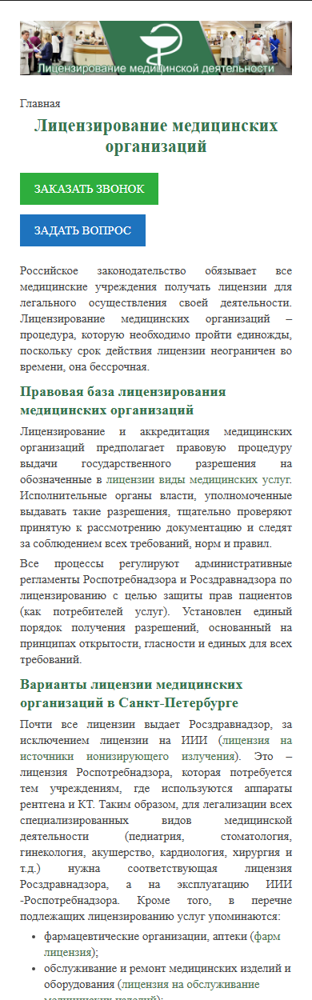 Лицензирование медицинской деятельности
Главная
Лицензирование медицинских
организаций
ЗАКАЗАТЬ ЗВОНОК
ЗАДАТЬ ВОПРОС
Российское законодательство обязывает все
медицинские учреждения получать лицензии для
легального осуществления своей деятельности.
Лицензирование медицинских организаций –
процедура, которую необходимо пройти единожды,
поскольку срок действия лицензии неограничен во
времени, она бессрочная.
Правовая база лицензирования
медицинских организаций
Лицензирование и аккредитация медицинских
организаций предполагает правовую процедуру
выдачи государственного разрешения на
обозначенные в лицензии виды медицинских услуг.
Исполнительные органы власти, уполномоченные
выдавать такие разрешения, тщательно проверяют
принятую к рассмотрению документацию и следят
за соблюдением всех требований, норм и правил.
Все процессы регулируют административные
регламенты Роспотребнадзора и Росздравнадзора по
лицензированию с целью защиты прав пациентов
(как потребителей услуг). Установлен единый
порядок получения разрешений, основанный на
принципах открытости, гласности и единых для всех
требований.
Варианты лицензии медицинских
организаций в Санкт-Петербурге
Почти все лицензии выдает Росздравнадзор, за
исключением лицензии на ИИИ (лицензия на
источники ионизирующего излучения). Это –
лицензия Роспотребнадзора, которая потребуется
тем учреждениям, где используются аппараты
рентгена и КТ. Таким образом, для легализации всех
специализированных видов медицинской
деятельности (педиатрия, стоматология,
гинекология, акушерство, кардиология, хирургия и
т.д.) нужна соответствующая лицензия
Росздравнадзора, а на эксплуатацию ИИИ
-Роспотребнадзора. Кроме того, в перечне
подлежащих лицензированию услуг упоминаются:
• фармацевтические организации, аптеки (фарм
лицензия);
• обслуживание и ремонт медицинских изделий и
оборудования (лицензия на обслуживание
медицинских изделий);